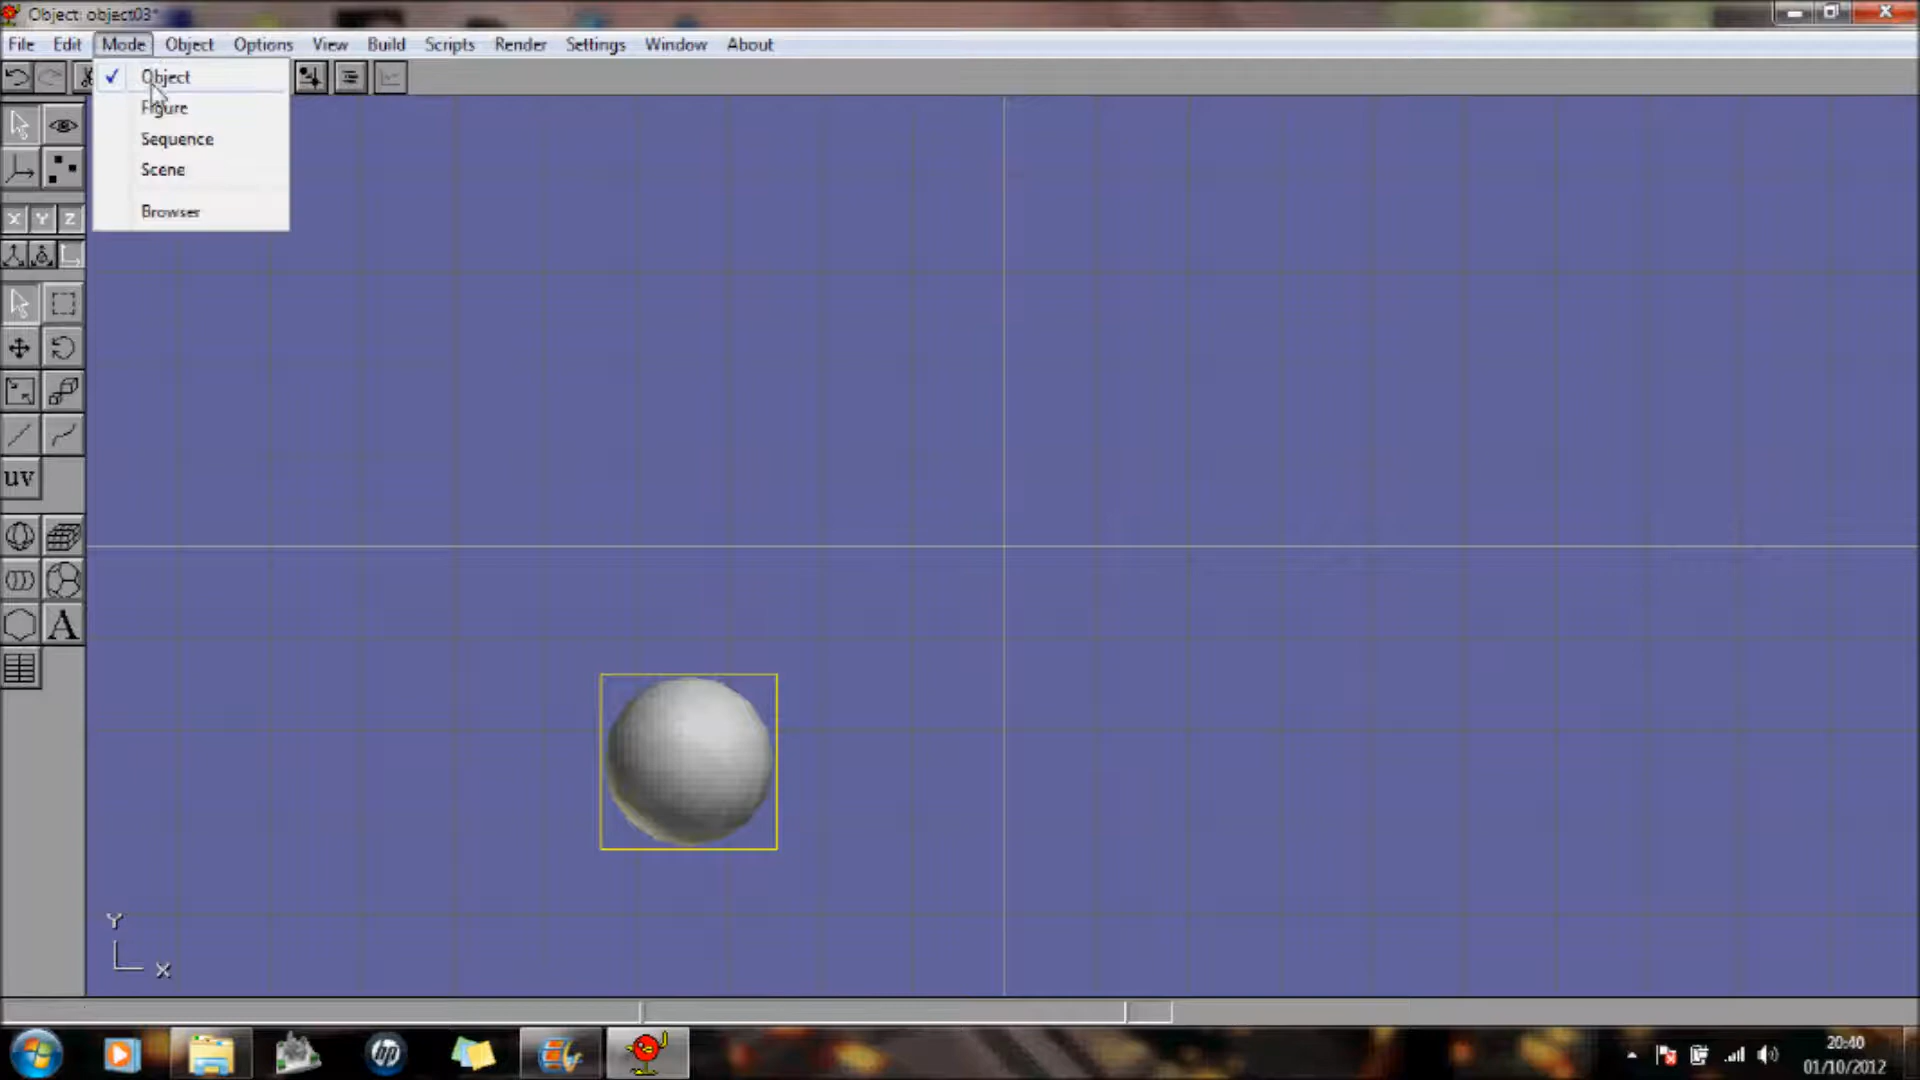 Object: object03*
File Edit Mode Object Options View Build Scripts Render Settings Window About
Object
Figure
Sequence
Scene
Browser
X Y Z
uv
A
Y
X
hp
20:40
01/10/2012